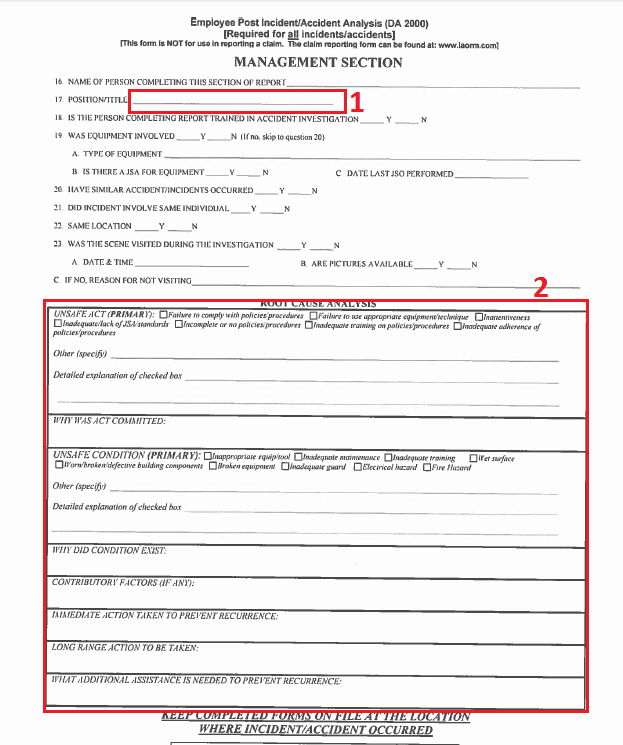 Employee Post Incident/Accident Analysis (DA 2000)
[Required for all incidents/accidents]
[This form is NOT for use in reporting a claim. The claim reporting form can be found at: www.laorm.com]
MANAGEMENT SECTION
16. NAME OF PERSON COMPLETING THIS SECTION OF REPORT
17. POSITION/TITLE
1
18. IS THE PERSON COMPLETING REPORT TRAINED IN ACCIDENT INVESTIGATION Y N
19. WAS EQUIPMENT INVOLVED Y N (If no, skip to question 20)
A. TYPE OF EQUIPMENT
B. IS THERE A JSA FOR EQUIPMENT Y N C DATE LAST JSO PERFORMED
20. HAVE SIMILAR ACCIDENT/INCIDENTS OCCURRED Y N
21. DID INCIDENT INVOLVE SAME INDIVIDUAL Y N
22. SAME LOCATION Y N
23. WAS THE SCENE VISITED DURING THE INVESTIGATION Y N
A. DATE & TIME B. ARE PICTURES AVAILABLE Y N
C IF NO, REASON FOR NOT VISITING
2
ROOT CAUSE ANALYSIS
UNSAFE ACT (PRIMARY): Failure to comply with policies/procedures Failure to use appropriate equipment/technique Inattentiveness
Inadequate/lack of JSA/standards Incomplete or no policies/procedures Inadequate training on policies/procedures Inadequate adherence of
policies/procedures
Other (specify)
Detailed explanation of checked box
WHY WAS ACT COMMITTED:
UNSAFE CONDITION (PRIMARY): Inappropriate equip/tool Inadequate maintenance Inadequate training Wet surface
Worn/broken/defective building components Broken equipment Inadequate guard Electrical hazard Fire Hazard
Other (specify)
Detailed explanation of checked box
WHY DID CONDITION EXIST:
CONTRIBUTORY FACTORS (IF ANY):
IMMEDIATE ACTION TAKEN TO PREVENT RECURRENCE:
LONG RANGE ACTION TO BE TAKEN:
WHAT ADDITIONAL ASSISTANCE IS NEEDED TO PREVENT RECURRENCE:
KEEP COMPLETED FORMS ON FILE AT THE LOCATION
WHERE INCIDENT/ACCIDENT OCCURRED